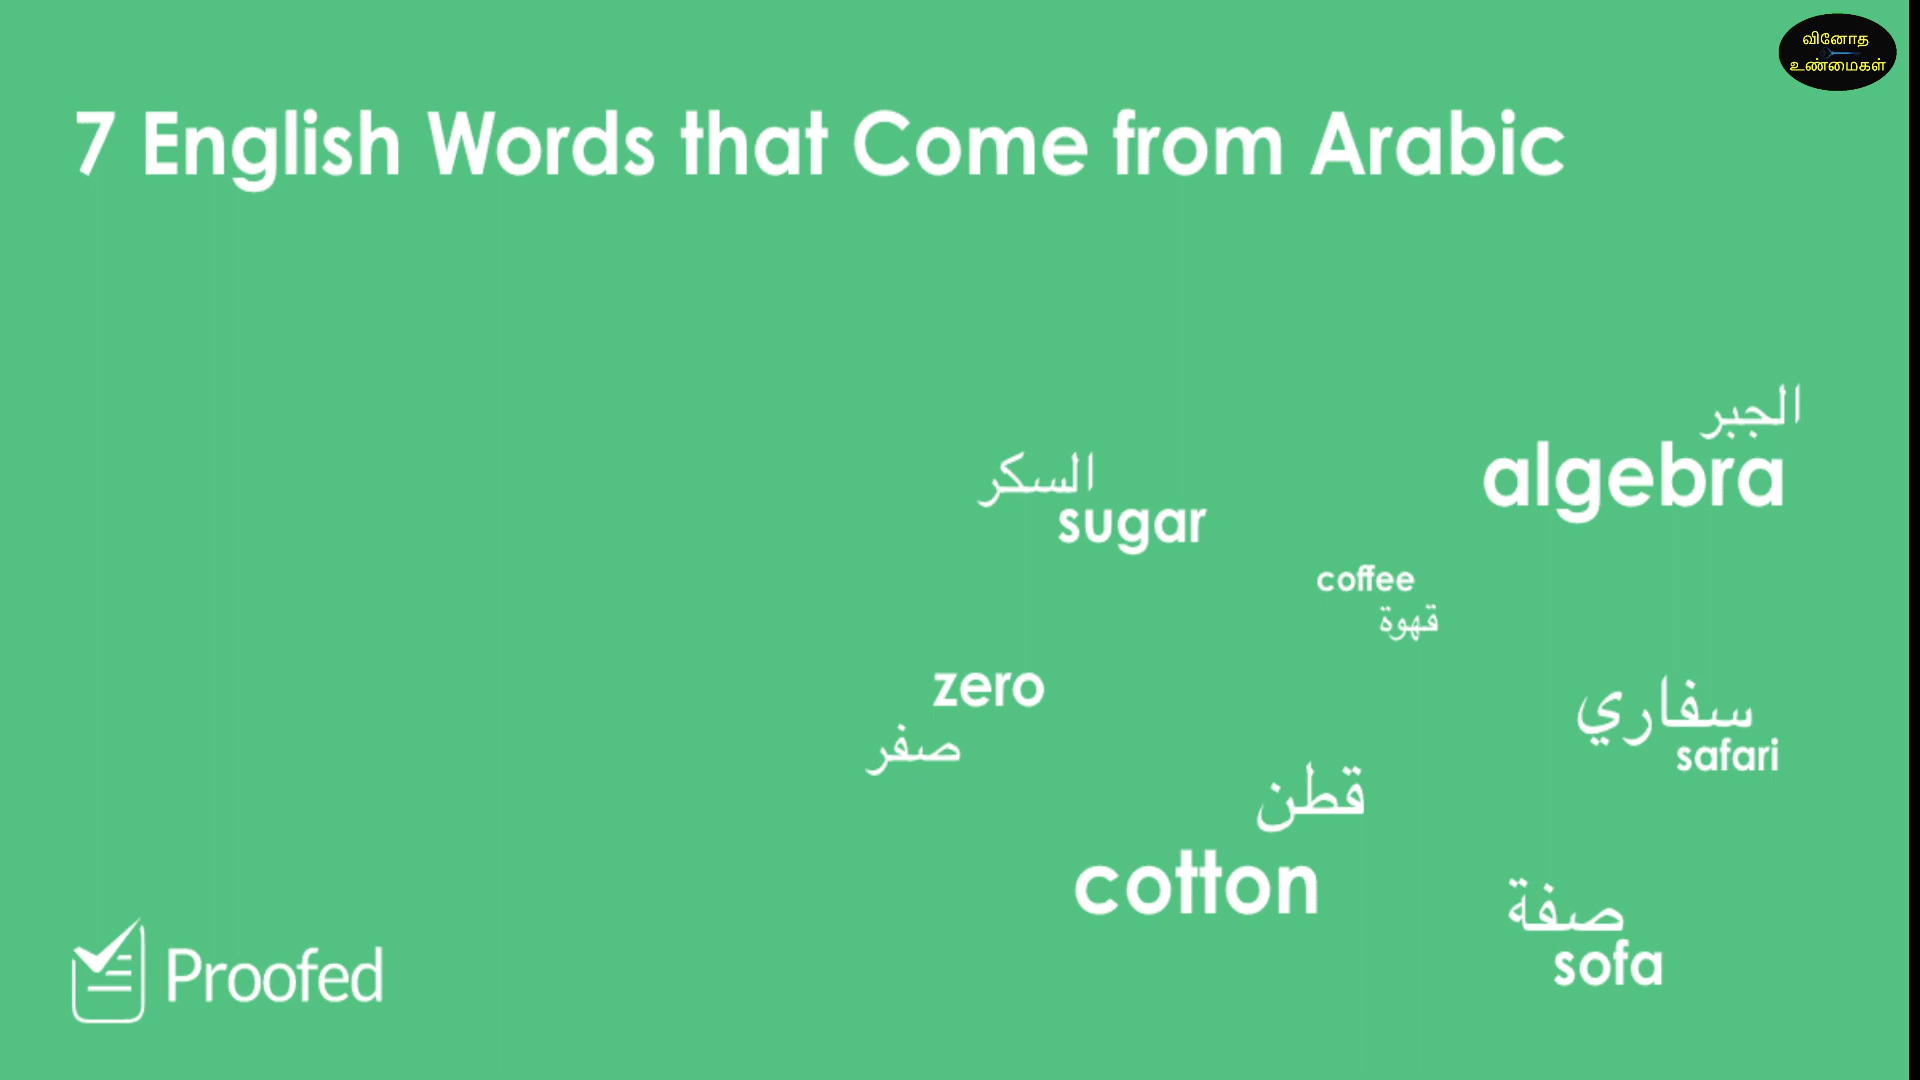 வினோத
உண்மைகள்
7 English Words that Come from Arabic
الجبر
algebra
السكر
sugar
coffee
قهوة
zero
صفر
سفاري
safari
قطن
cotton
صفة
sofa
Proofed